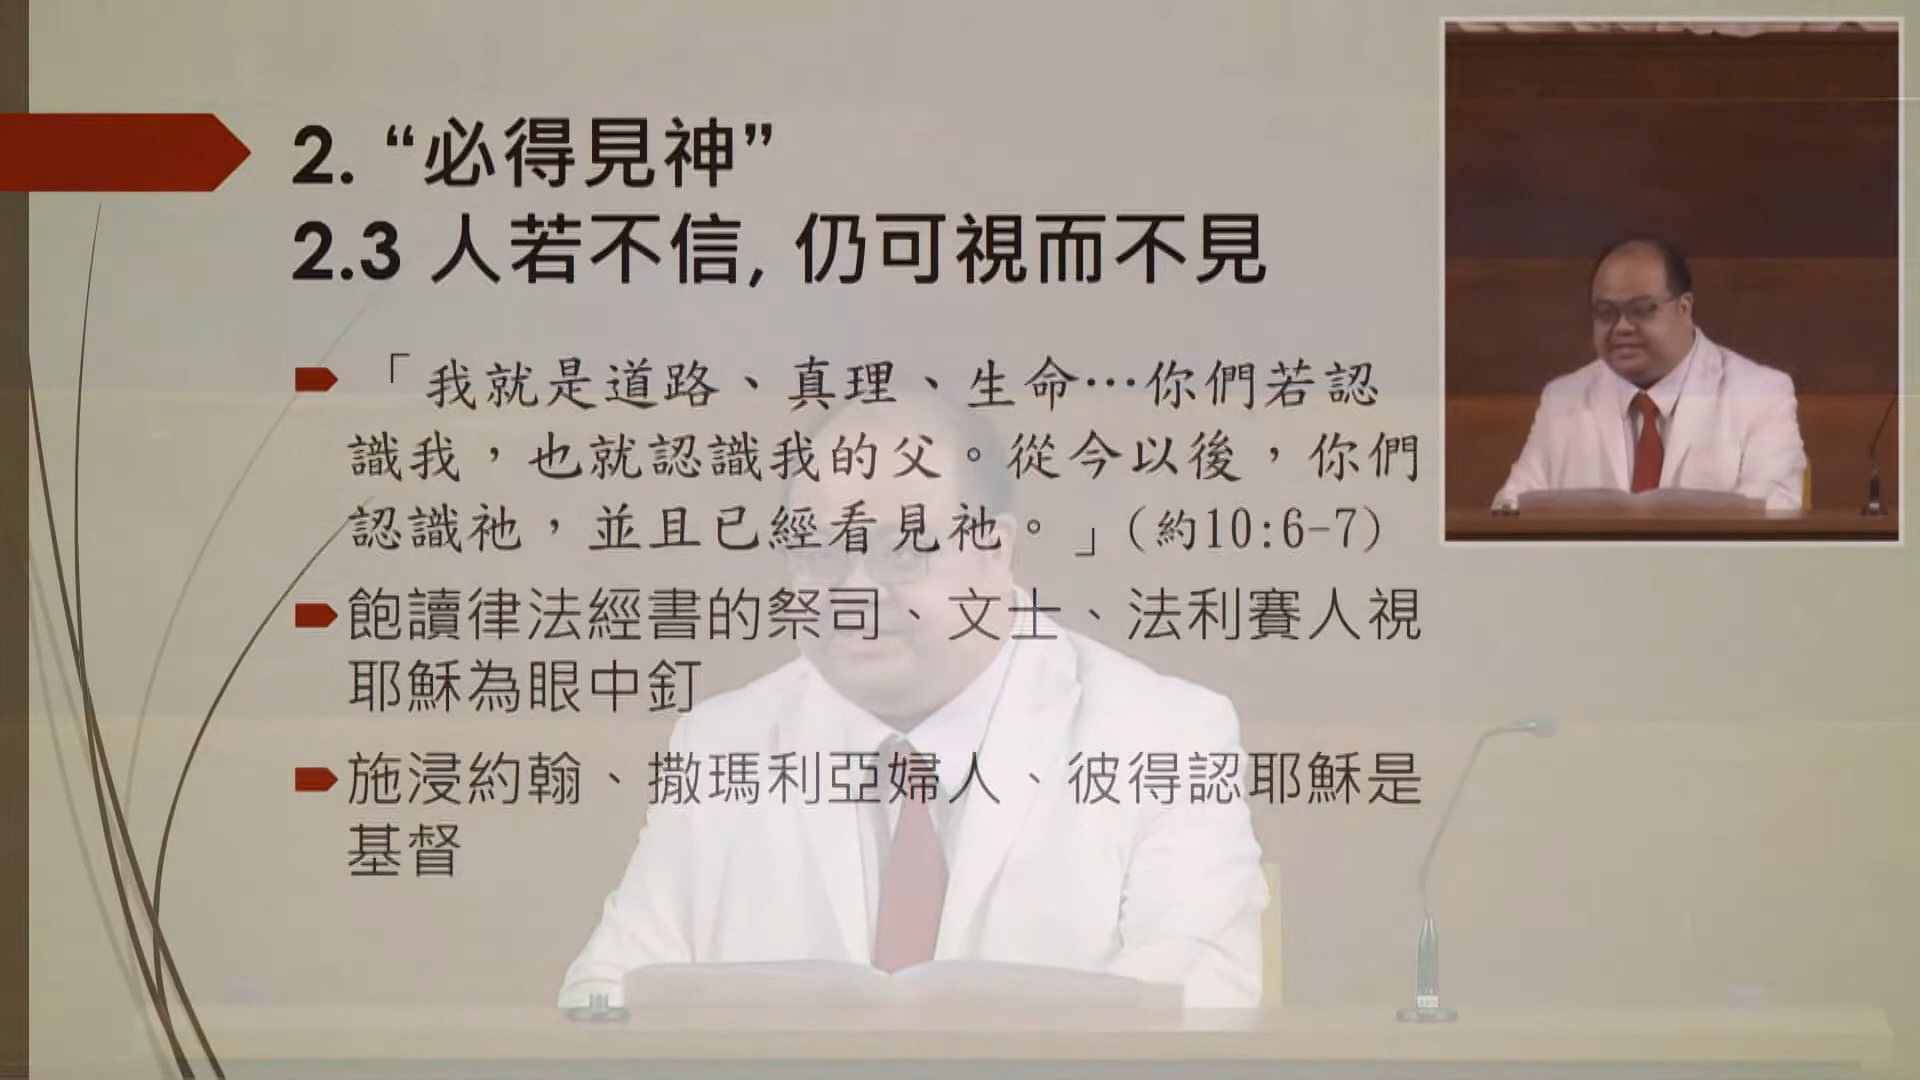 2. “必得見神”
2.3 人若不信, 仍可視而不見
「我就是道路、真理、生命…你們若認
識我，也就認識我的父。從今以後，你們
認識祂，並且已經看見祂。」(約10:6-7)
飽讀律法經書的祭司、文士、法利賽人視
耶穌為眼中釘
施浸約翰、撒瑪利亞婦人、彼得認耶穌是
基督